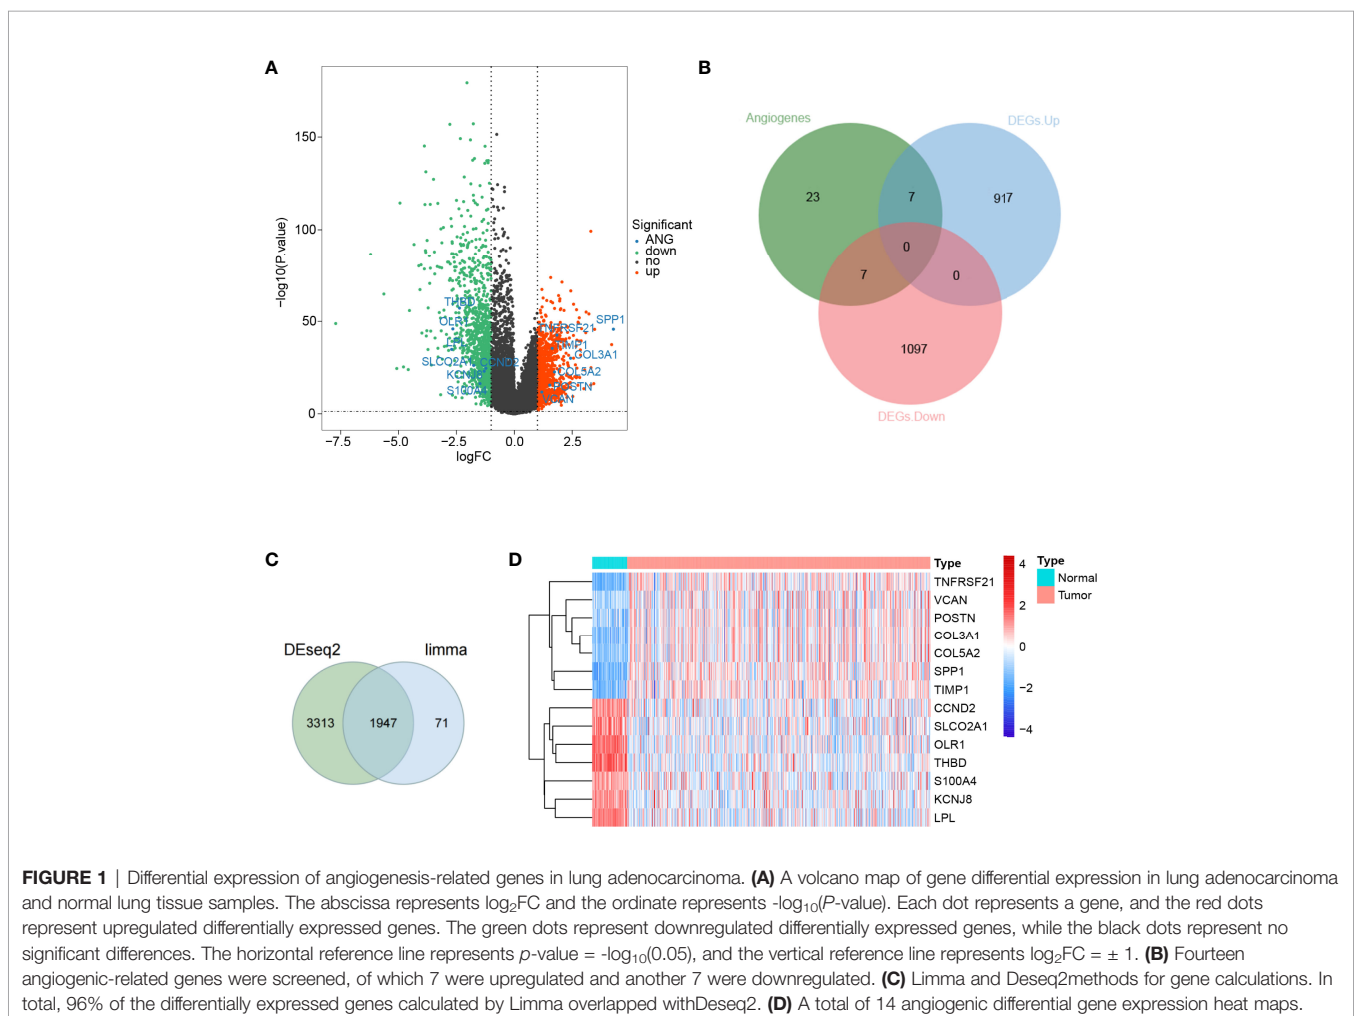 A
150
100
50
0
−log10(P.value)
−7.5 −5.0 −2.5 0.0 2.5
logFC
THBD
OLR1
LPL
SLCO2A1 CCND2
KCNJ8
S100A4
SPP1
TNFRSF21
TIMP1
COL3A1
COL5A2
POSTN
VCAN
Significant
ANG
down
no
up
B
Angiogenes
DEGs.Up
23
7
917
0
7
0
1097
DEGs.Down
C
DEseq2
limma
3313
1947
71
D
Type
TNFRSF21
VCAN
POSTN
COL3A1
COL5A2
SPP1
TIMP1
CCND2
SLCO2A1
OLR1
THBD
S100A4
KCNJ8
LPL
4
2
0
−2
−4
Type
Normal
Tumor
FIGURE 1 | Differential expression of angiogenesis-related genes in lung adenocarcinoma. (A) A volcano map of gene differential expression in lung adenocarcinoma
and normal lung tissue samples. The abscissa represents log₂FC and the ordinate represents -log₁₀(P-value). Each dot represents a gene, and the red dots
represent upregulated differentially expressed genes. The green dots represent downregulated differentially expressed genes, while the black dots represent no
significant differences. The horizontal reference line represents p-value = -log₁₀(0.05), and the vertical reference line represents log₂FC = ± 1. (B) Fourteen
angiogenic-related genes were screened, of which 7 were upregulated and another 7 were downregulated. (C) Limma and Deseq2methods for gene calculations. In
total, 96% of the differentially expressed genes calculated by Limma overlapped withDeseq2. (D) A total of 14 angiogenic differential gene expression heat maps.